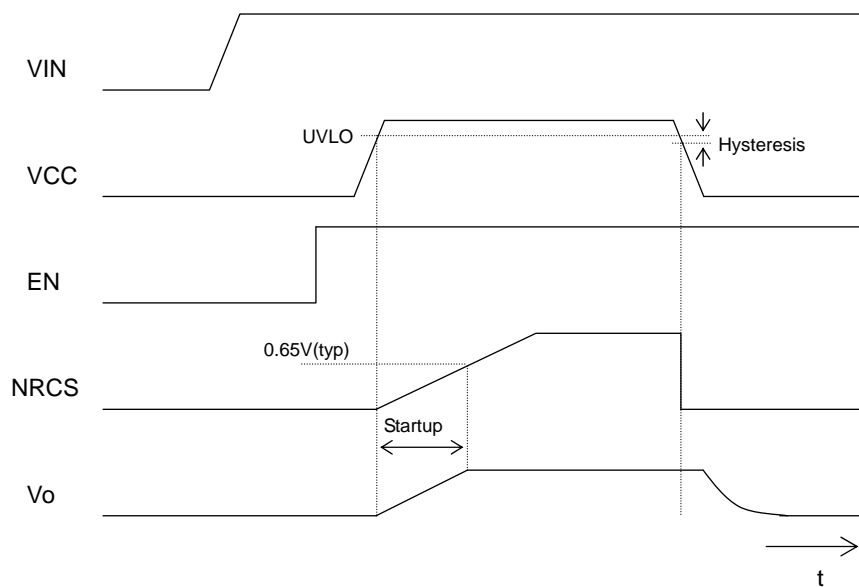 VIN
UVLO
Hysteresis
VCC
EN
0.65V(typ)
NRCS
Startup
Vo
t